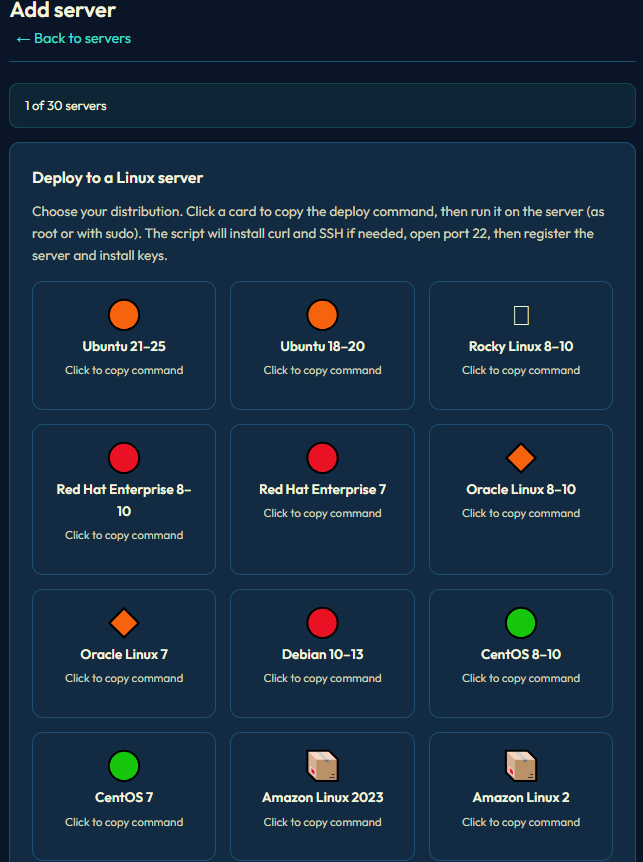 Add server
← Back to servers
1 of 30 servers
Deploy to a Linux server
Choose your distribution. Click a card to copy the deploy command, then run it on the server (as
root or with sudo). The script will install curl and SSH if needed, open port 22, then register the
server and install keys.
Ubuntu 21–25
Click to copy command
Ubuntu 18–20
Click to copy command
Rocky Linux 8–10
Click to copy command
Red Hat Enterprise 8–
10
Click to copy command
Red Hat Enterprise 7
Click to copy command
Oracle Linux 8–10
Click to copy command
Oracle Linux 7
Click to copy command
Debian 10–13
Click to copy command
CentOS 8–10
Click to copy command
CentOS 7
Click to copy command
Amazon Linux 2023
Click to copy command
Amazon Linux 2
Click to copy command